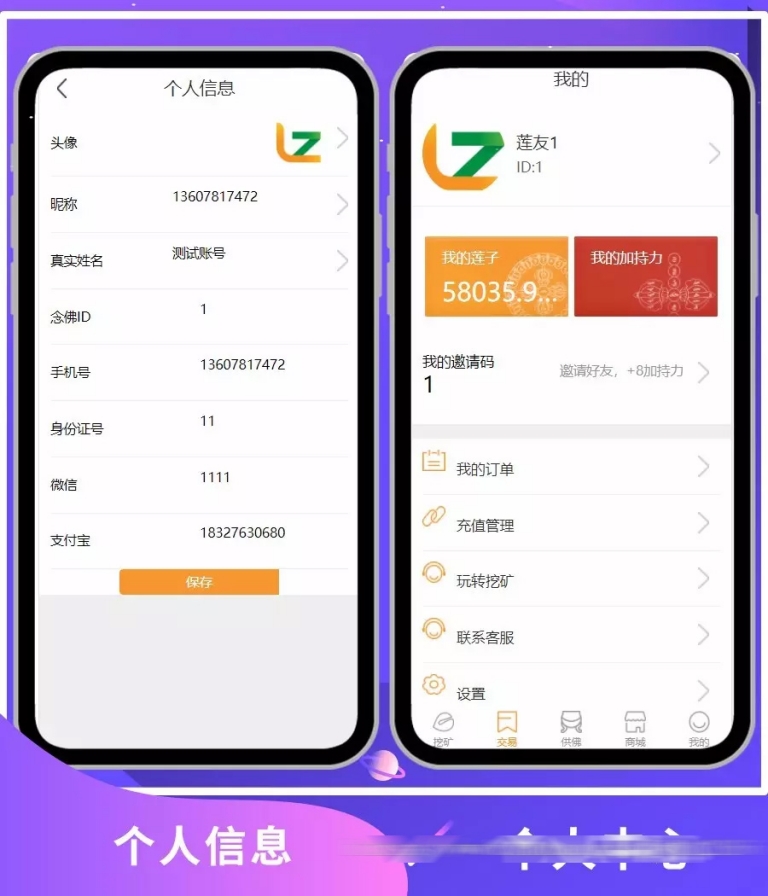 个人信息
头像
昵称 13607817472
真实姓名 测试账号
念佛ID 1
手机号 13607817472
身份证号 11
微信 1111
支付宝 18327630680
保存
我的
莲友1
ID:1
我的莲子
58035.9...
我的加持力
我的邀请码
1
邀请好友，+8加持力
我的订单
充值管理
玩转挖矿
联系客服
设置
挖矿 交易 供佛 商城 我的
个人信息